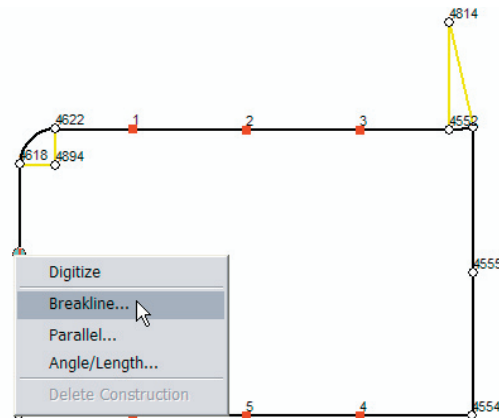 4814
4622
1
2
3
4552
4618
4894
4555
Digitize
Breakline...
Parallel...
Angle/Length...
Delete Construction
5
4
4554